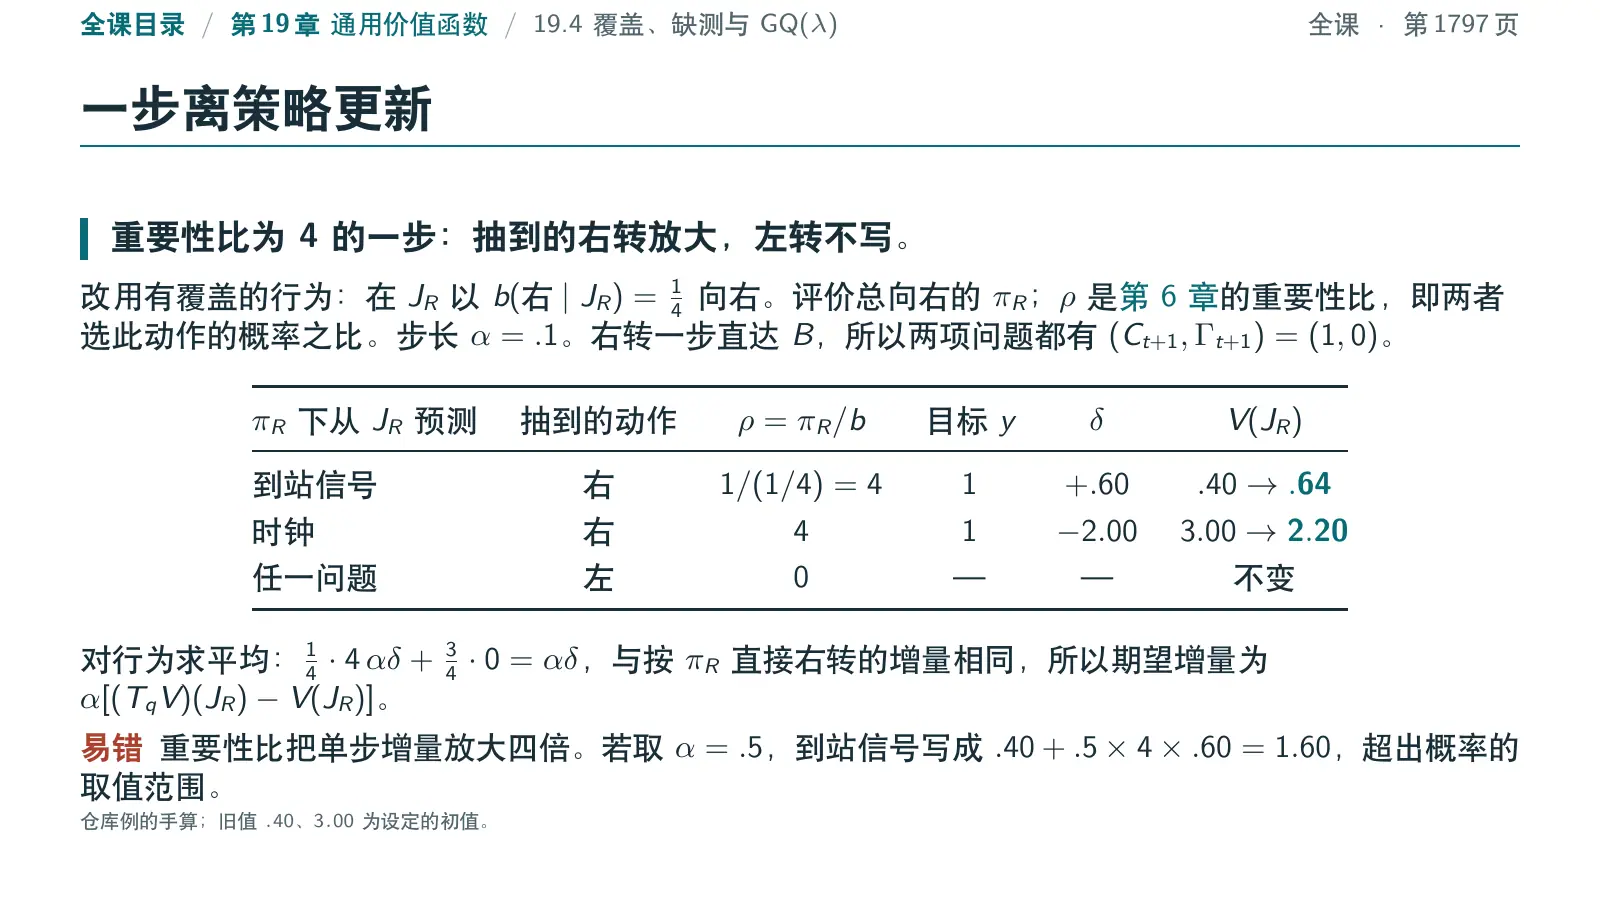 全课目录 / 第19章 通用价值函数 / 19.4 覆盖、缺测与 GQ(λ)
全课 · 第1797页
一步离策略更新
重要性比为 4 的一步：抽到的右转放大，左转不写。
改用有覆盖的行为：在 J_R 以 b(右 | J_R) = 1/4 向右。评价总向右的 π_R；ρ 是第 6 章的重要性比，即两者
选此动作的概率之比。步长 α = .1。右转一步直达 B，所以两项问题都有 (C_{t+1}, Γ_{t+1}) = (1, 0)。
π_R 下从 J_R 预测 抽到的动作 ρ = π_R/b 目标 y δ V(J_R)
到站信号 右 1/(1/4) = 4 1 +.60 .40 → .64
时钟 右 4 1 −2.00 3.00 → 2.20
任一问题 左 0 — — 不变
对行为求平均：1/4 · 4αδ + 3/4 · 0 = αδ，与按 π_R 直接右转的增量相同，所以期望增量为
α[(T_q V)(J_R) − V(J_R)]。
易错 重要性比把单步增量放大四倍。若取 α = .5，到站信号写成 .40 + .5 × 4 × .60 = 1.60，超出概率的
取值范围。
仓库例的手算；旧值 .40、3.00 为设定的初值。